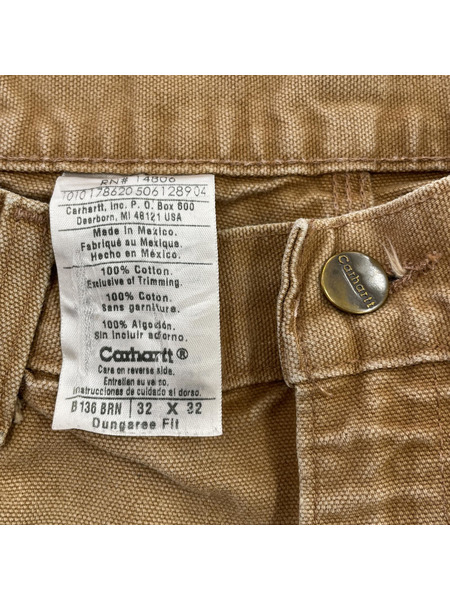 RN# 14806
1010178620 5061289 04
Carhartt, Inc. P. O. Box 600
Dearborn, MI 48121 USA
Made in Mexico.
Fabriqué au Mexique.
Hecho en México.
100% Cotton.
Exclusive of Trimming.
100% Coton.
Sans garniture.
100% Algodón.
Sin incluir adorno.
Carhartt®
Care on reverse side.
Entretien au verso.
Instrucciones de cuidado al dorso.
B136 BRN 32 X 32
Dungaree Fit
Carhartt